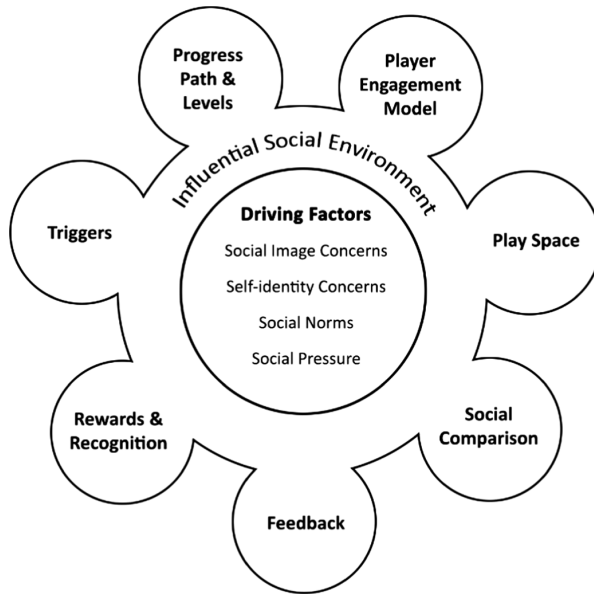 Progress
Path &
Levels
Player
Engagement
Model
Influential Social Environment
Triggers
Driving Factors
Social Image Concerns
Self-identity Concerns
Social Norms
Social Pressure
Play Space
Rewards &
Recognition
Social
Comparison
Feedback